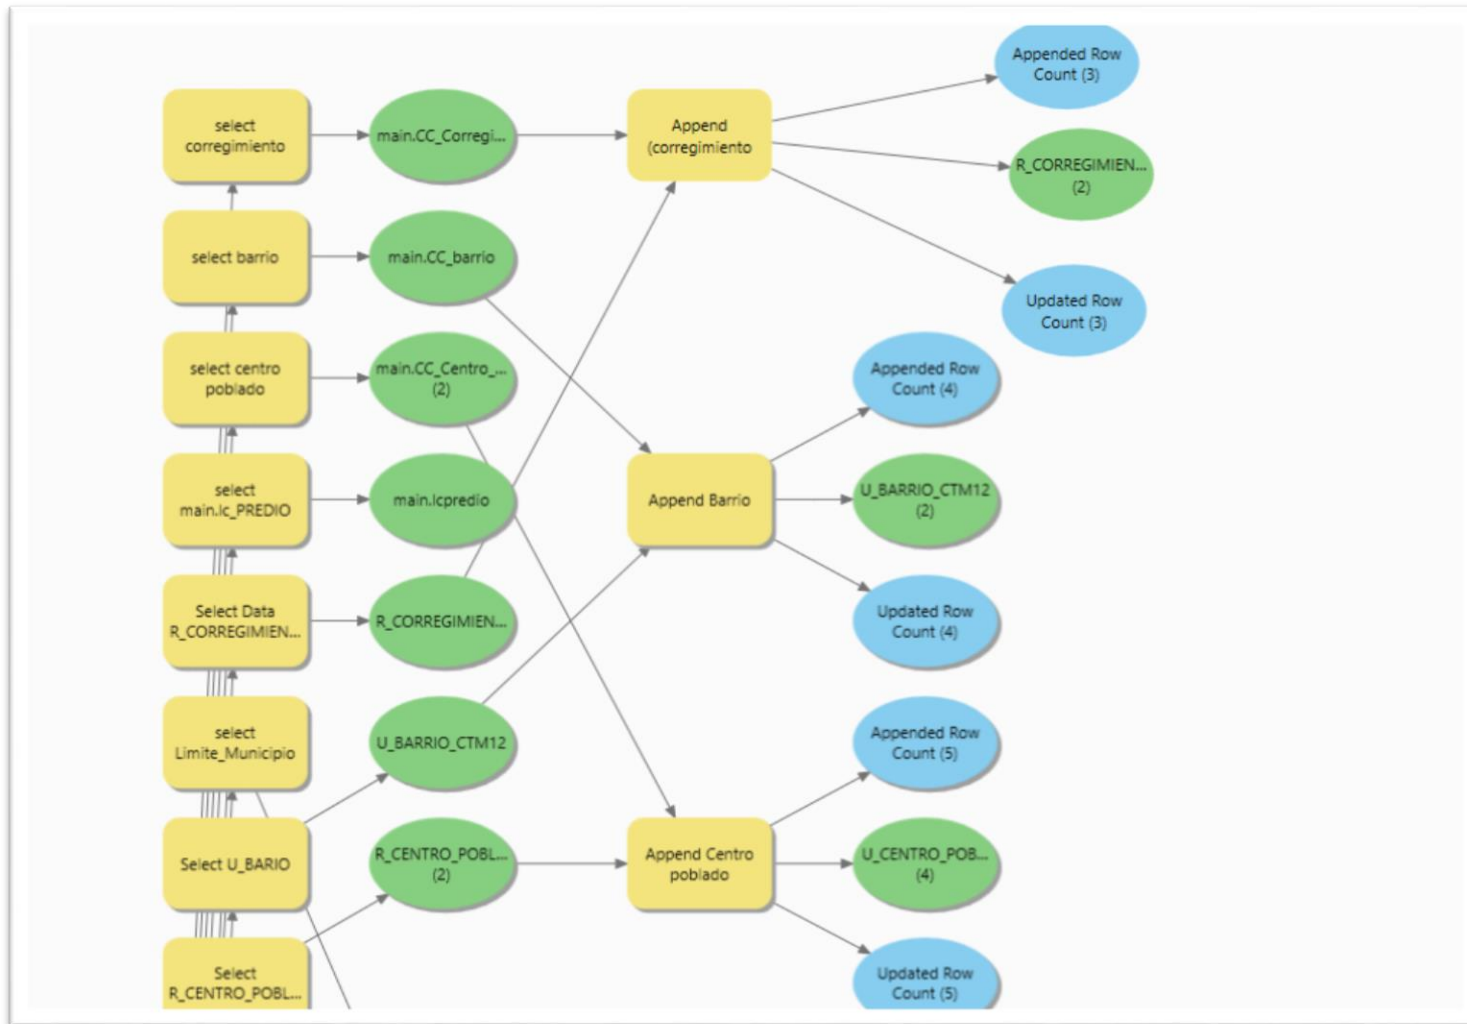 Appended Row
Count (3)
select
corregimiento
main.CC_Corregi...
Append
(corregimiento
R_CORREGIMIEN...
(2)
select barrio
main.CC_barrio
Updated Row
Count (3)
select centro
poblado
main.CC_Centro_...
(2)
Appended Row
Count (4)
select
main.lc_PREDIO
main.lcpredio
Append Barrio
U_BARRIO_CTM12
(2)
Select Data
R_CORREGIMIEN...
R_CORREGIMIEN...
Updated Row
Count (4)
select
Limite_Municipio
U_BARRIO_CTM12
Appended Row
Count (5)
Select U_BARIO
R_CENTRO_POBL...
(2)
Append Centro
poblado
U_CENTRO_POB...
(4)
Select
R_CENTRO_POBL...
Updated Row
Count (5)